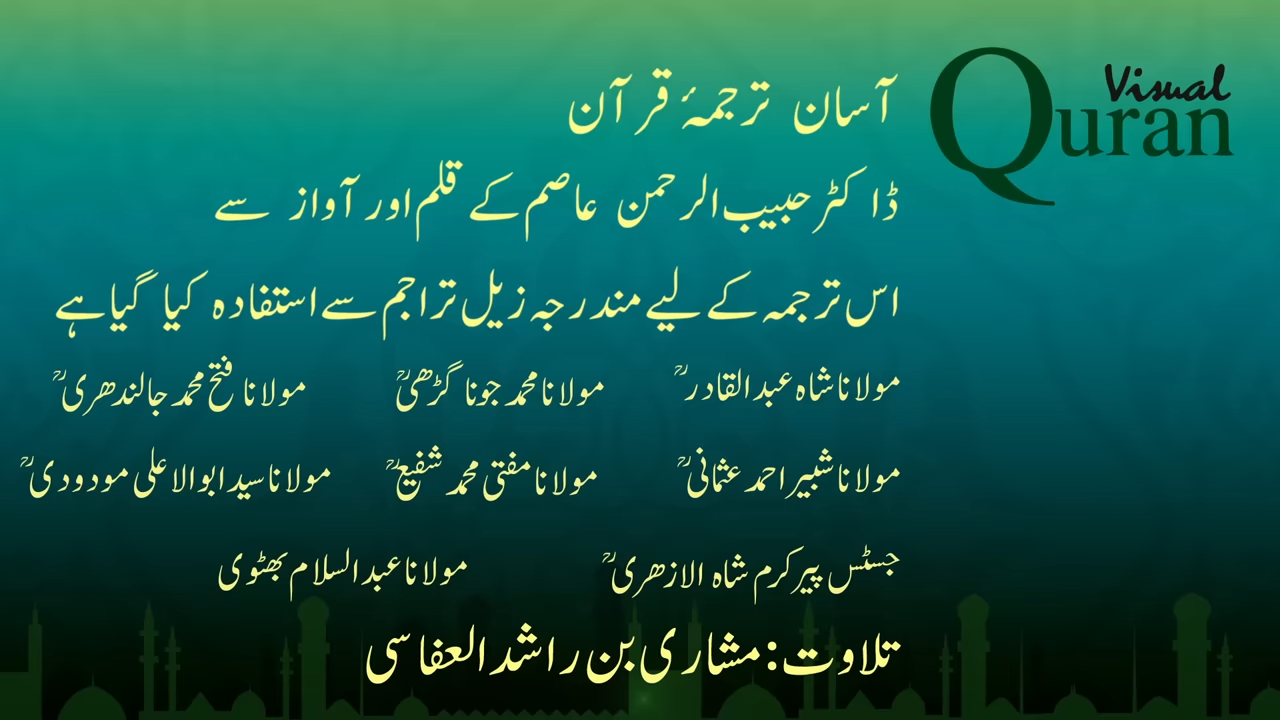 Visual
Quran
آسان ترجمۂ قرآن
ڈاکٹر حبیب الرحمن عاصم کے قلم اور آواز سے
اس ترجمہ کے لیے مندرجہ زیل تراجم سے استفادہ کیا گیا ہے
مولانا شاہ عبدالقادرؒ مولانا محمد جونا گڑھیؒ مولانا فتح محمد جالندھریؒ
مولانا شبیر احمد عثمانیؒ مولانا مفتی محمد شفیعؒ مولانا سید ابوالاعلی مودودیؒ
جسٹس پیر کرم شاہ الازھریؒ مولانا عبدالسلام بھٹوی
تلاوت: مشاری بن راشد العفاسی